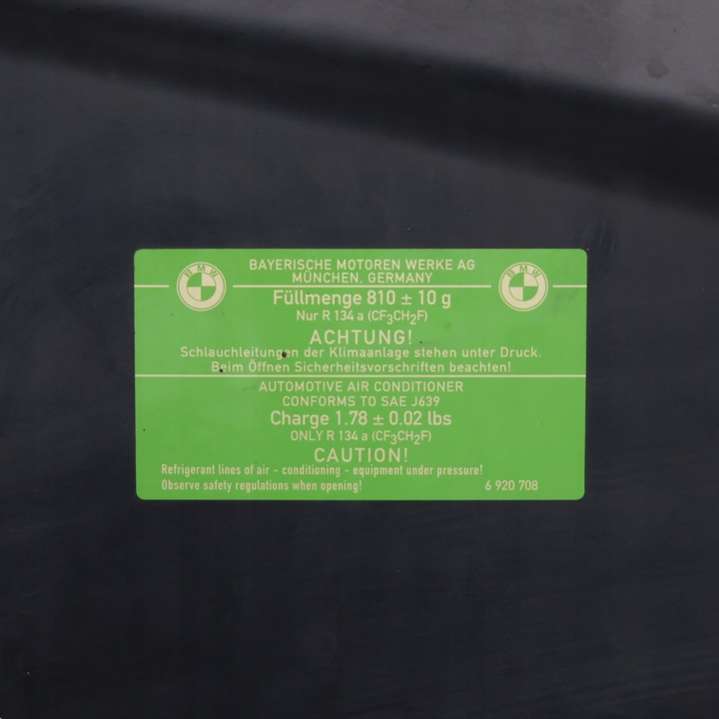 BMW BMW
BAYERISCHE MOTOREN WERKE AG
MÜNCHEN, GERMANY
Füllmenge 810 ± 10 g
Nur R 134 a (CF₃CH₂F)
ACHTUNG!
Schlauchleitungen der Klimaanlage stehen unter Druck.
Beim Öffnen Sicherheitsvorschriften beachten!
AUTOMOTIVE AIR CONDITIONER
CONFORMS TO SAE J639
Charge 1.78 ± 0.02 lbs
ONLY R 134 a (CF₃CH₂F)
CAUTION!
Refrigerant lines of air - conditioning - equipment under pressure!
Observe safety regulations when opening! 6 920 708